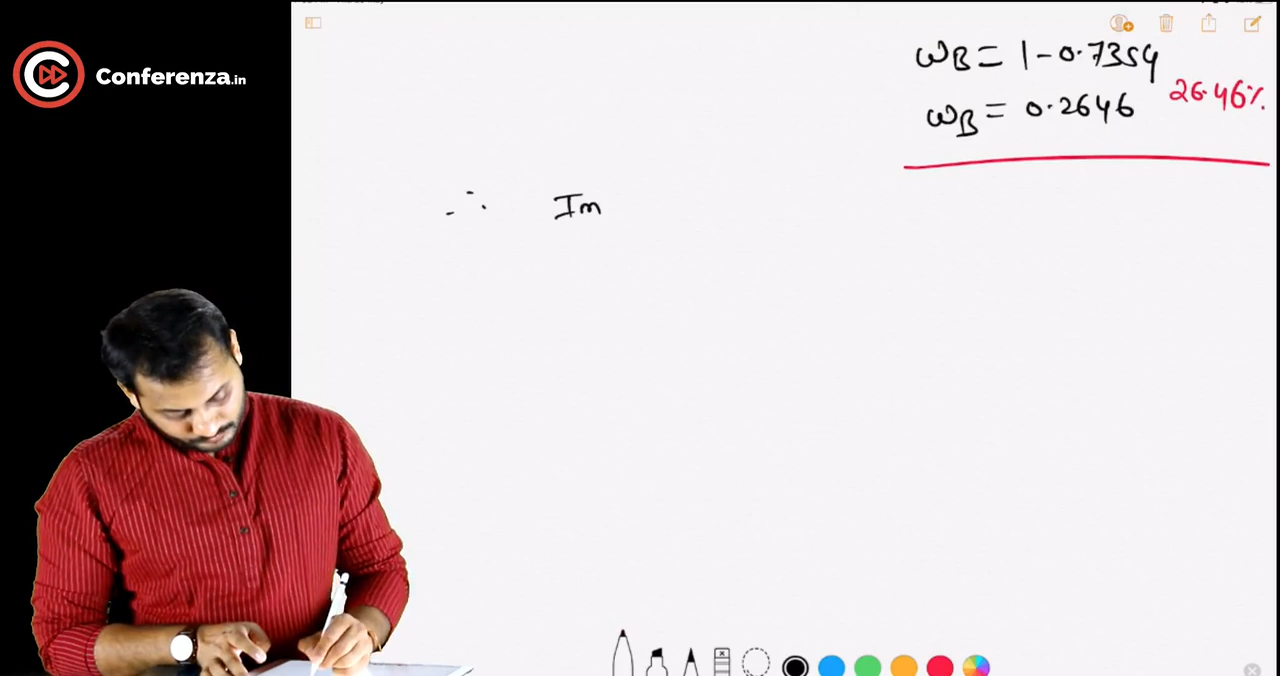 Conferenza.in
ωB = 1-0.7354
26.46%
ωB = 0.2646
∴ Im